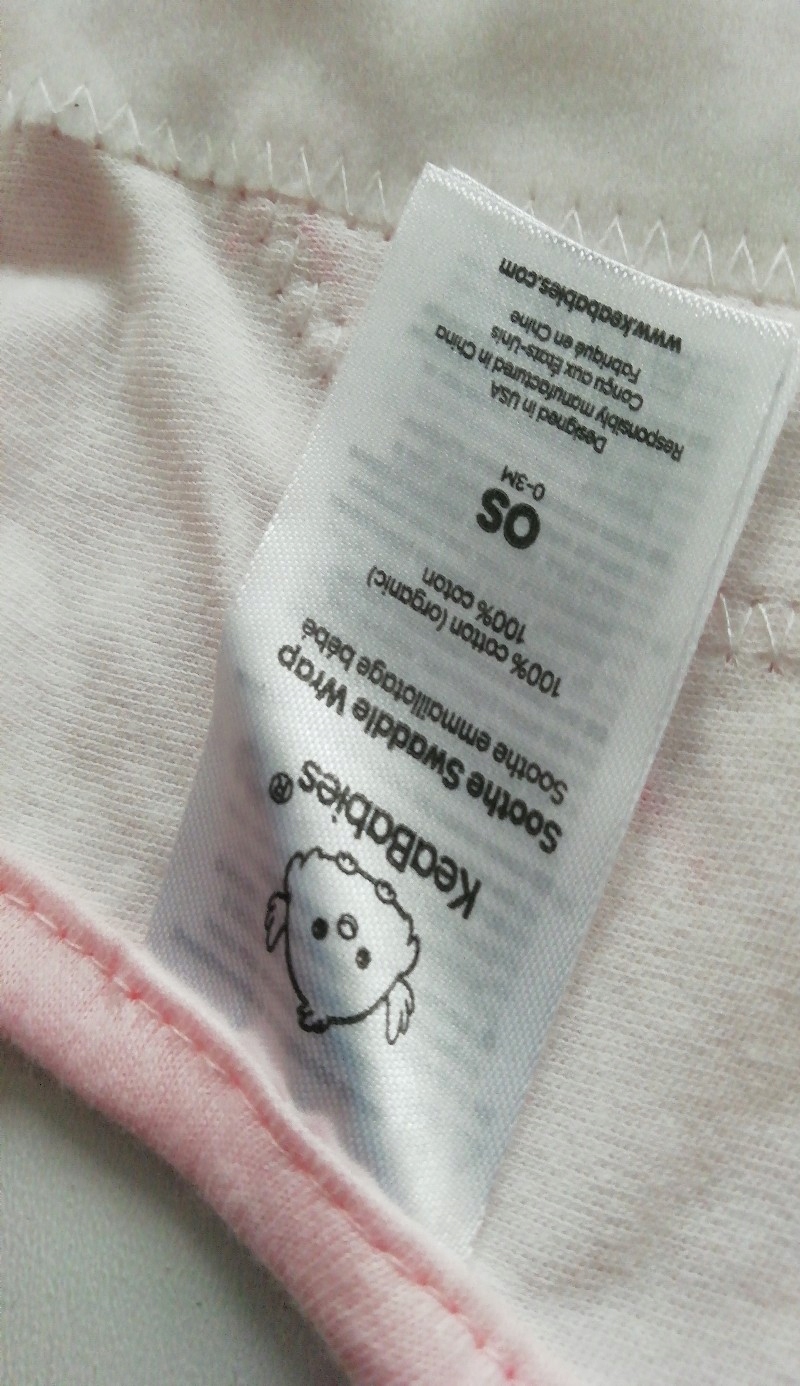 KeaBabies®
Soothe Swaddle Wrap
Soothe emmaillotage bébé
100% cotton (organic)
100% coton
OS
0-3M
Designed in USA
Responsibly manufactured in China
Conçu aux États-Unis
Fabriqué en Chine
www.keababies.com